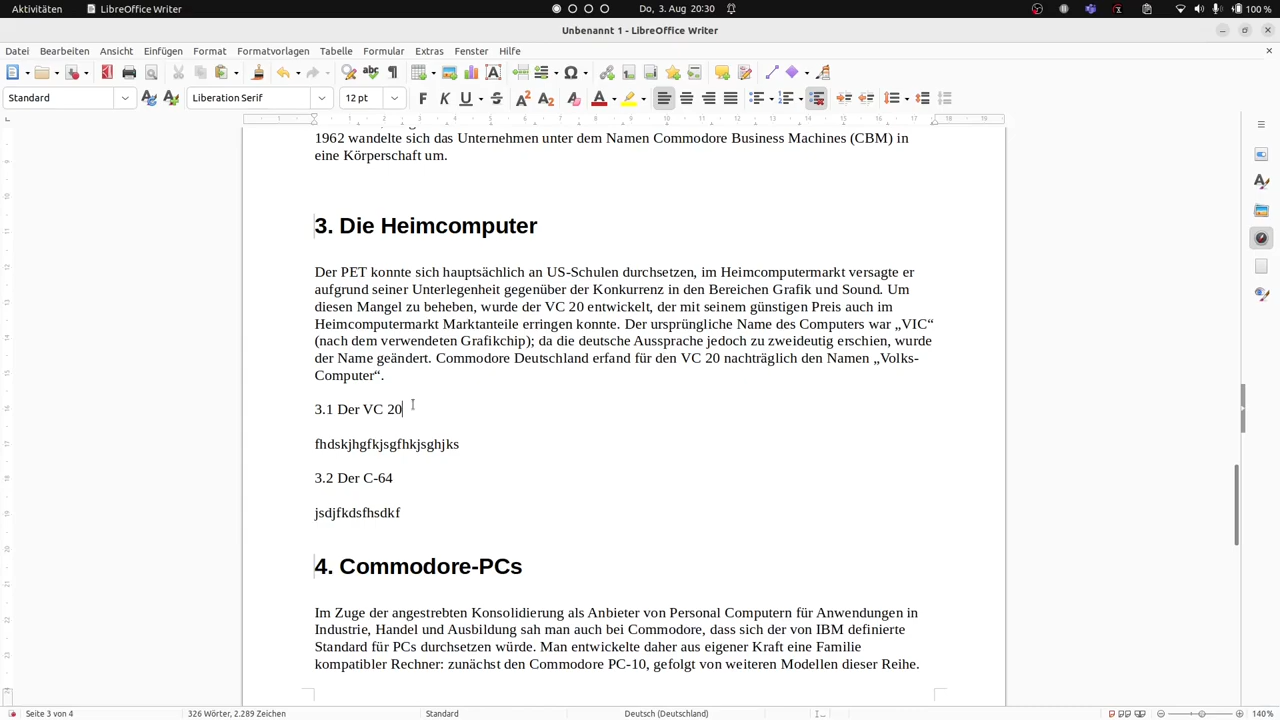 Aktivitäten LibreOffice Writer Do, 3. Aug 20:30 100 %
Unbenannt 1 - LibreOffice Writer
Datei Bearbeiten Ansicht Einfügen Format Formatvorlagen Tabelle Formular Extras Fenster Hilfe
Standard Liberation Serif 12 pt F K U S
1962 wandelte sich das Unternehmen unter dem Namen Commodore Business Machines (CBM) in
eine Körperschaft um.
3. Die Heimcomputer
Der PET konnte sich hauptsächlich an US-Schulen durchsetzen, im Heimcomputermarkt versagte er
aufgrund seiner Unterlegenheit gegenüber der Konkurrenz in den Bereichen Grafik und Sound. Um
diesen Mangel zu beheben, wurde der VC 20 entwickelt, der mit seinem günstigen Preis auch im
Heimcomputermarkt Marktanteile erringen konnte. Der ursprüngliche Name des Computers war „VIC“
(nach dem verwendeten Grafikchip); da die deutsche Aussprache jedoch zu zweideutig erschien, wurde
der Name geändert. Commodore Deutschland erfand für den VC 20 nachträglich den Namen „Volks-
Computer“.
3.1 Der VC 20
fhdskjhgfkjsgfhkjsghjks
3.2 Der C-64
jsdjfkdsfhsdkf
4. Commodore-PCs
Im Zuge der angestrebten Konsolidierung als Anbieter von Personal Computern für Anwendungen in
Industrie, Handel und Ausbildung sah man auch bei Commodore, dass sich der von IBM definierte
Standard für PCs durchsetzen würde. Man entwickelte daher aus eigener Kraft eine Familie
kompatibler Rechner: zunächst den Commodore PC-10, gefolgt von weiteren Modellen dieser Reihe.
Seite 3 von 4 326 Wörter, 2.289 Zeichen Standard Deutsch (Deutschland) 140%